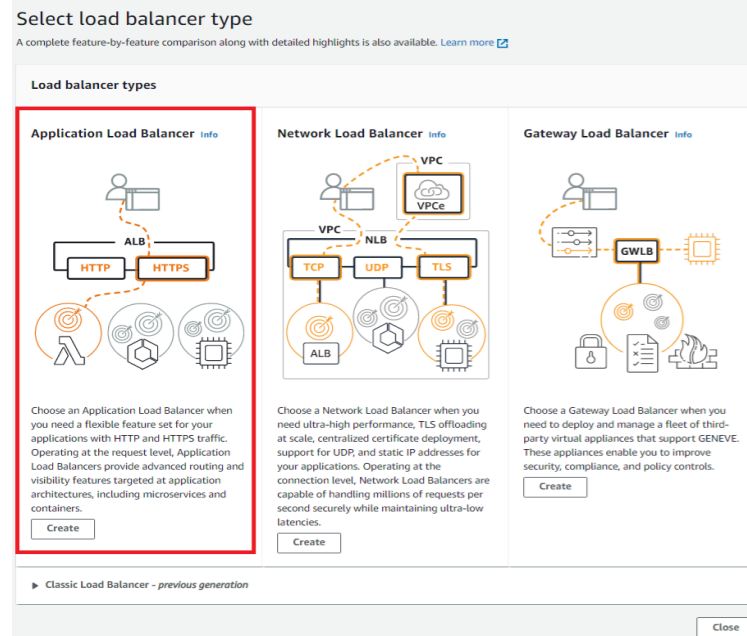 Select load balancer type
A complete feature-by-feature comparison along with detailed highlights is also available. Learn more
Load balancer types
Application Load Balancer Info
ALB
HTTP HTTPS
Choose an Application Load Balancer when
you need a flexible feature set for your
applications with HTTP and HTTPS traffic.
Operating at the request level, Application
Load Balancers provide advanced routing and
visibility features targeted at application
architectures, including microservices and
containers.
Create
Network Load Balancer Info
VPC
VPCe
VPC
NLB
TCP UDP TLS
ALB
Choose a Network Load Balancer when you
need ultra-high performance, TLS offloading
at scale, centralized certificate deployment,
support for UDP, and static IP addresses for
your applications. Operating at the
connection level, Network Load Balancers are
capable of handling millions of requests per
second securely while maintaining ultra-low
latencies.
Create
Gateway Load Balancer Info
GWLB
Choose a Gateway Load Balancer when you
need to deploy and manage a fleet of third-
party virtual appliances that support GENEVE.
These appliances enable you to improve
security, compliance, and policy controls.
Create
Classic Load Balancer - previous generation
Close